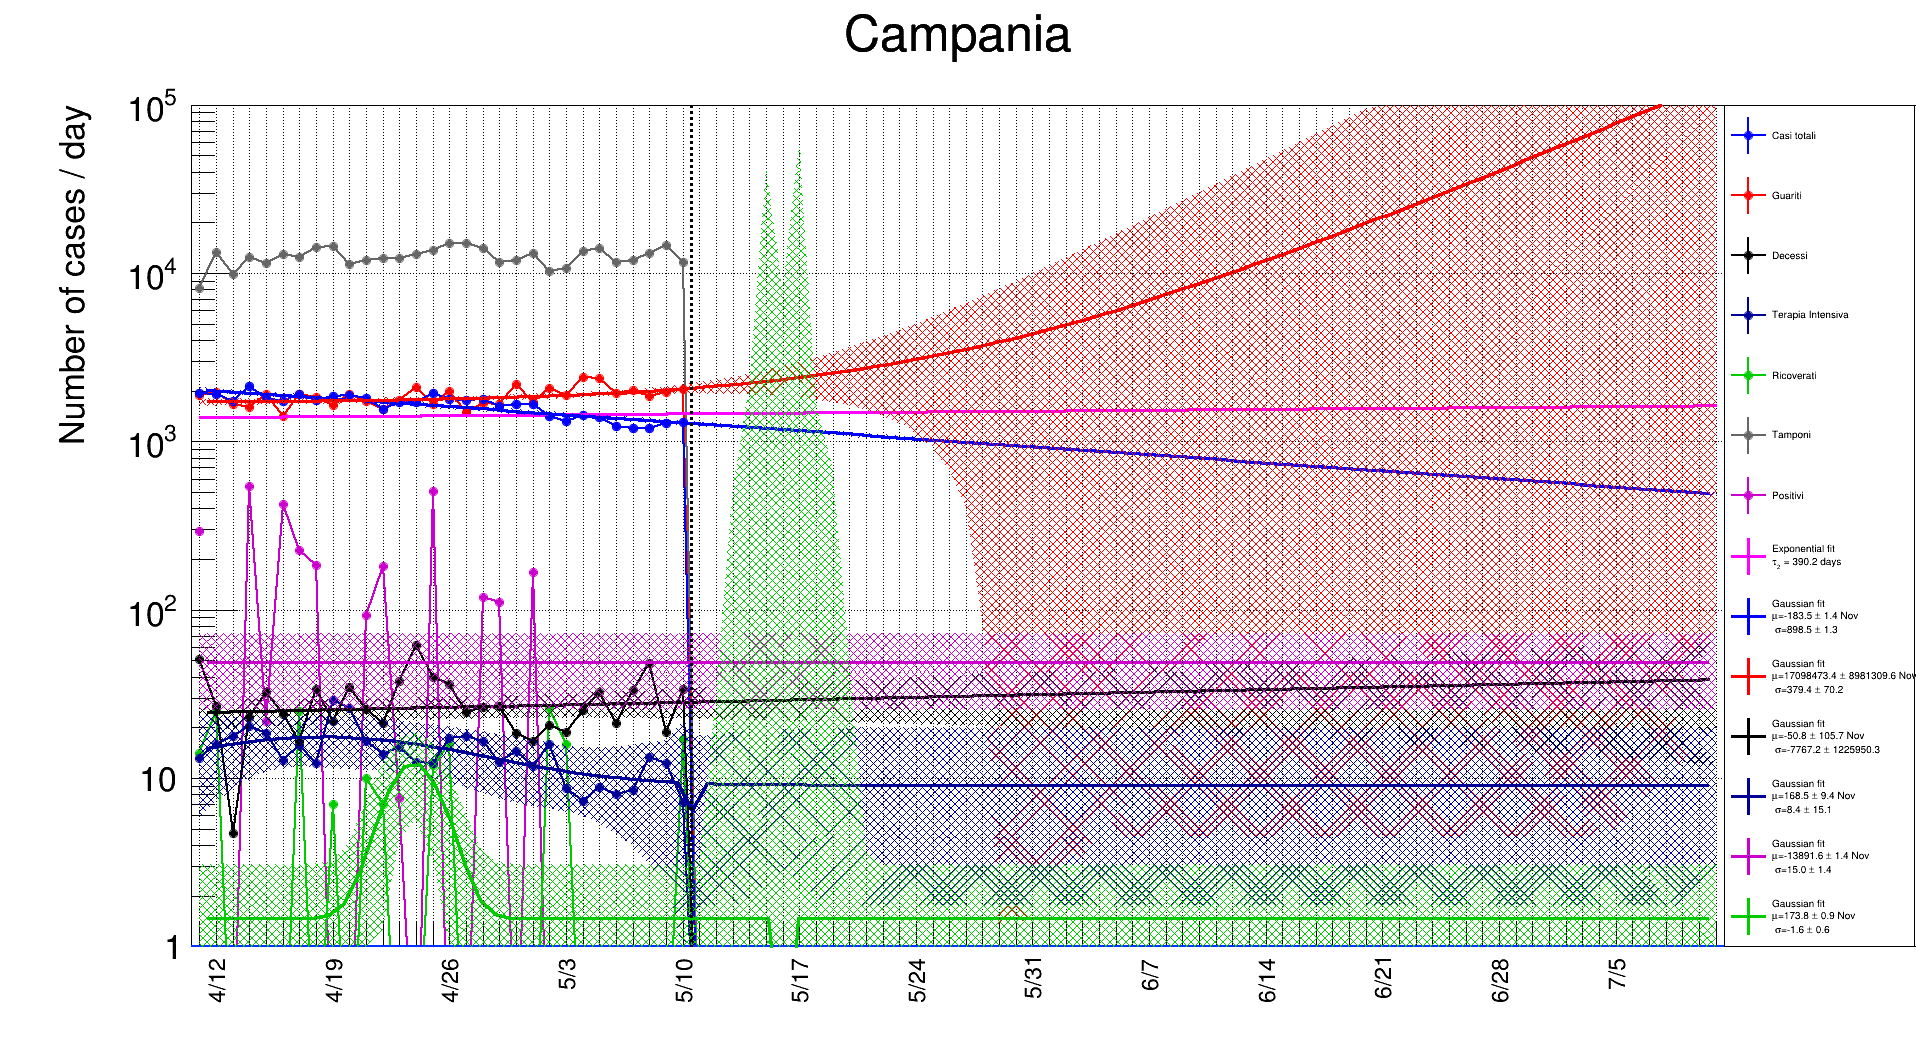 Campania
Number of cases / day
10^5
10^4
10^3
10^2
10
1
4/12
4/19
4/26
5/3
5/10
5/17
5/24
5/31
6/7
6/14
6/21
6/28
7/5
Casi totali
Guariti
Decessi
Terapia Intensiva
Ricoverati
Tamponi
Positivi
Exponential fit
τ_2 = 390.2 days
Gaussian fit
μ=-183.5 ± 1.4 Nov
σ=898.5 ± 1.3
Gaussian fit
μ=17098473.4 ± 8981309.6 Nov
σ=379.4 ± 70.2
Gaussian fit
μ=-50.8 ± 105.7 Nov
σ=-7767.2 ± 1225950.3
Gaussian fit
μ=168.5 ± 9.4 Nov
σ=8.4 ± 15.1
Gaussian fit
μ=-13891.6 ± 1.4 Nov
σ=15.0 ± 1.4
Gaussian fit
μ=173.8 ± 0.9 Nov
σ=-1.6 ± 0.6